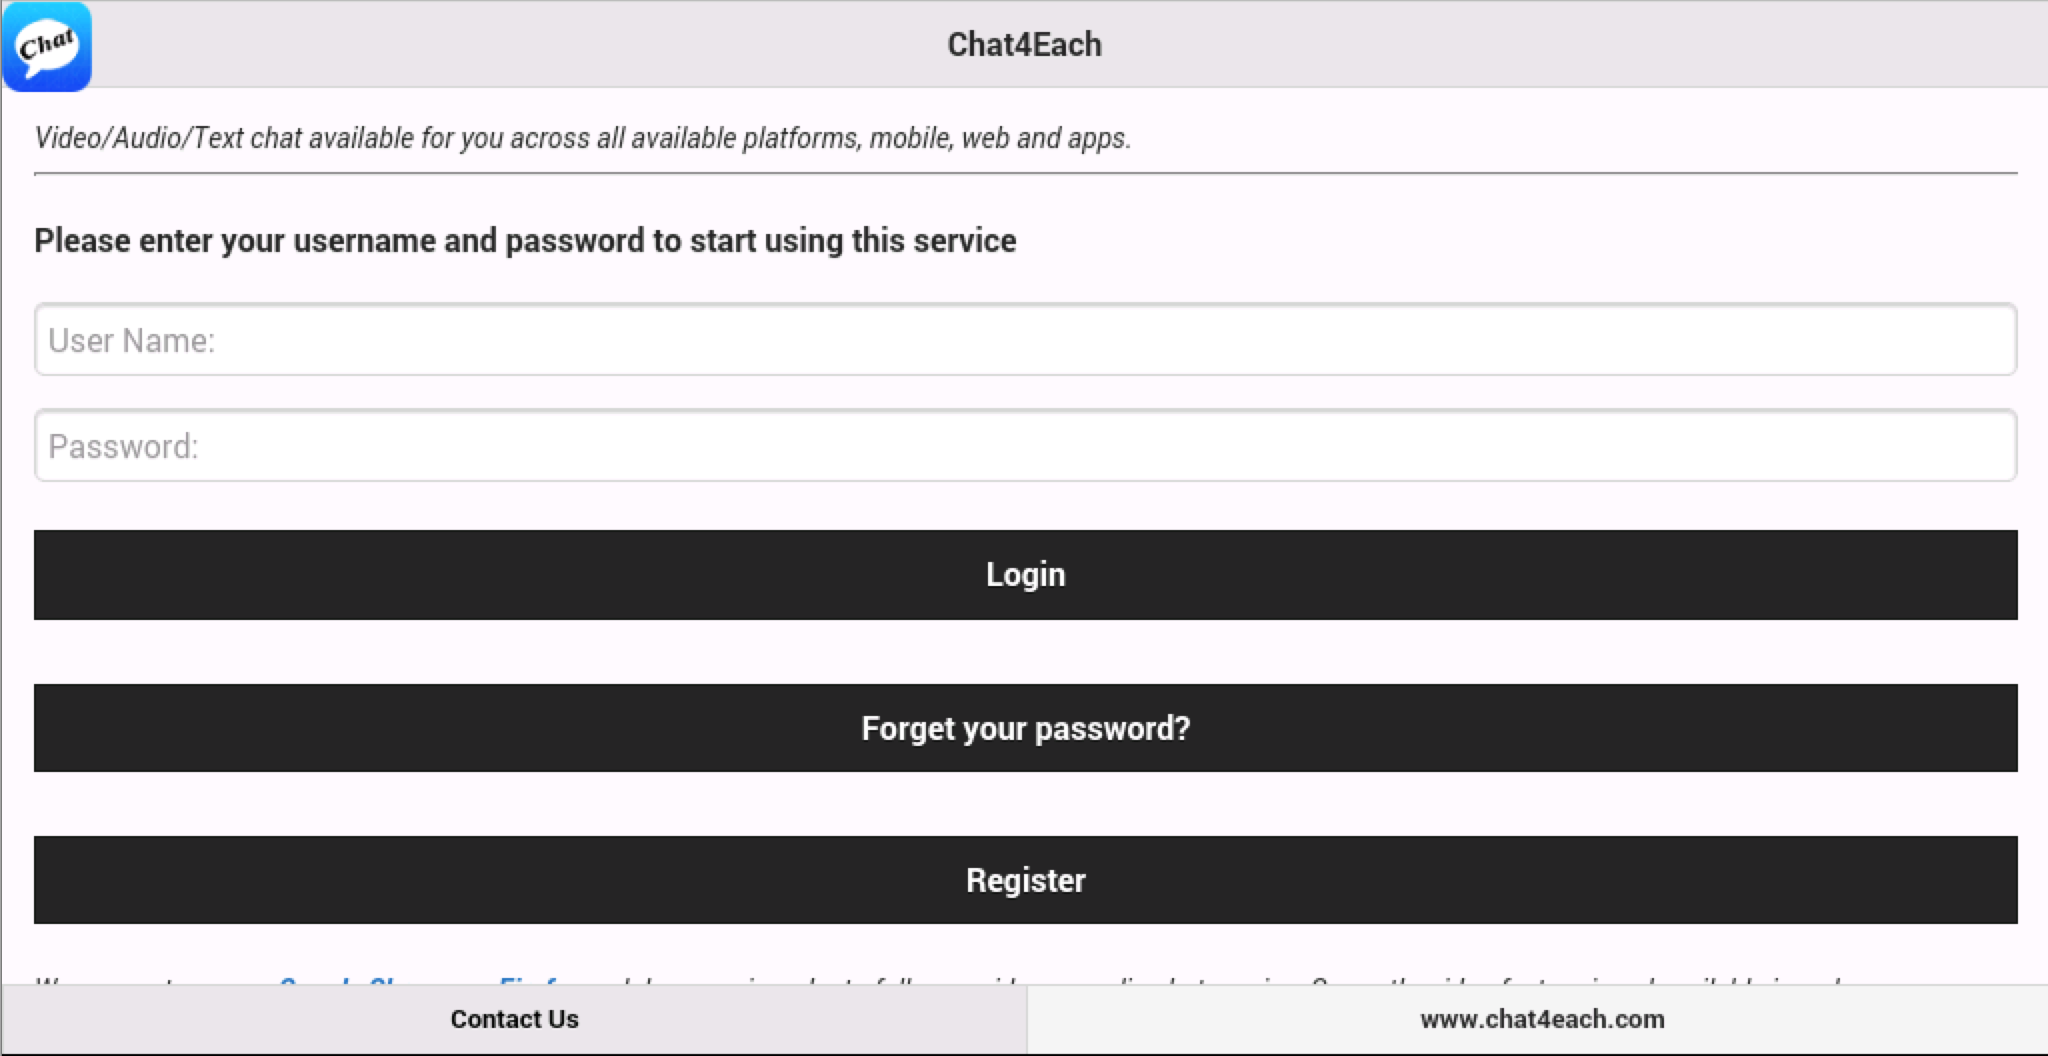 Chat
Chat4Each
Video/Audio/Text chat available for you across all available platforms, mobile, web and apps.
Please enter your username and password to start using this service
User Name:
Password:
Login
Forget your password?
Register
Contact Us
www.chat4each.com